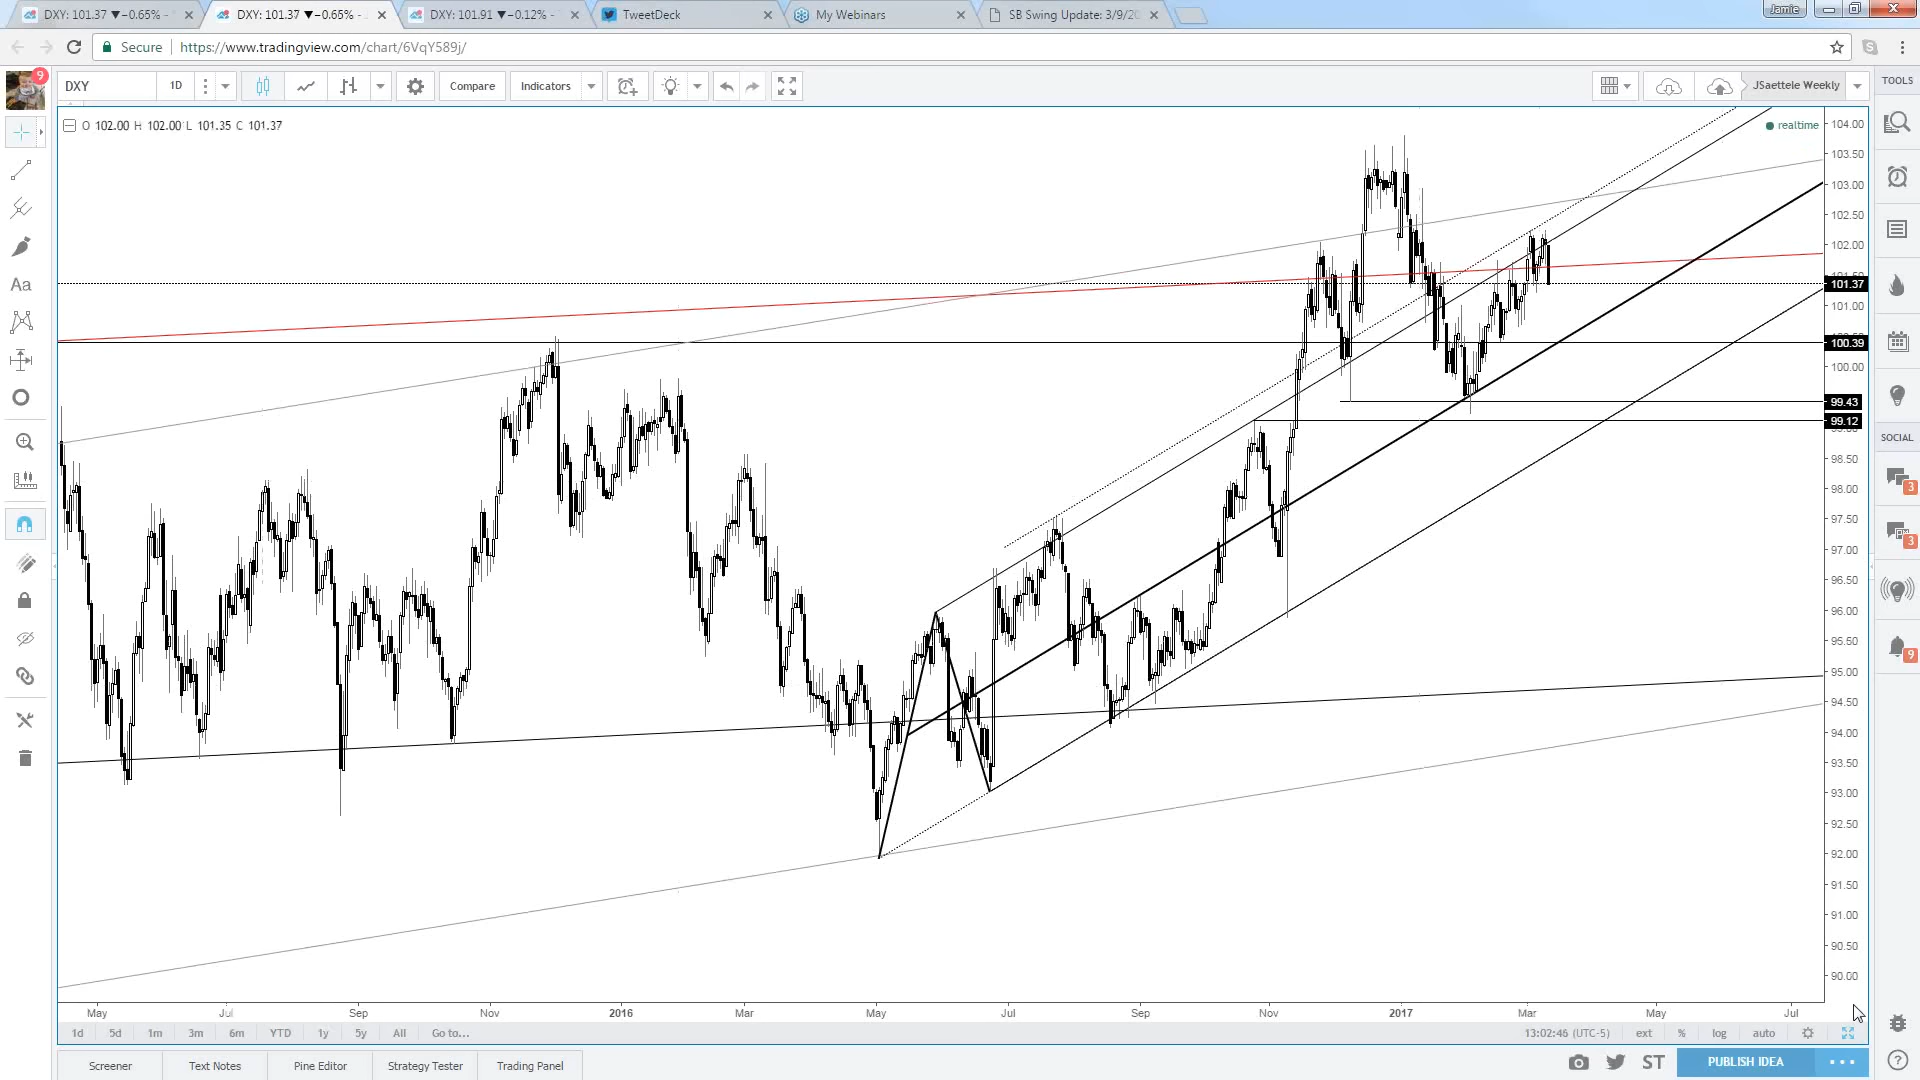 DXY: 101.37 ▼−0.65% -
DXY: 101.37 ▼−0.65% -
DXY: 101.91 ▼−0.12% -
TweetDeck
My Webinars
SB Swing Update: 3/9/20
Jamie
Secure
https://www.tradingview.com/chart/6VqY589j/
9
DXY
1D
Compare
Indicators
JSaettele Weekly
TOOLS
O 102.00 H 102.00 L 101.35 C 101.37
realtime
Aa
104.00
103.50
103.00
102.50
102.00
101.37
101.00
100.39
100.00
99.43
99.12
98.50
98.00
97.50
97.00
96.50
96.00
95.50
95.00
94.50
94.00
93.50
93.00
92.50
92.00
91.50
91.00
90.50
90.00
SOCIAL
3
3
9
May
Jul
Sep
Nov
2016
Mar
May
Jul
Sep
Nov
2017
Mar
May
Jul
1d 5d 1m 3m 6m YTD 1y 5y All Go to...
13:02:46 (UTC-5) ext % log auto
Screener
Text Notes
Pine Editor
Strategy Tester
Trading Panel
ST
PUBLISH IDEA